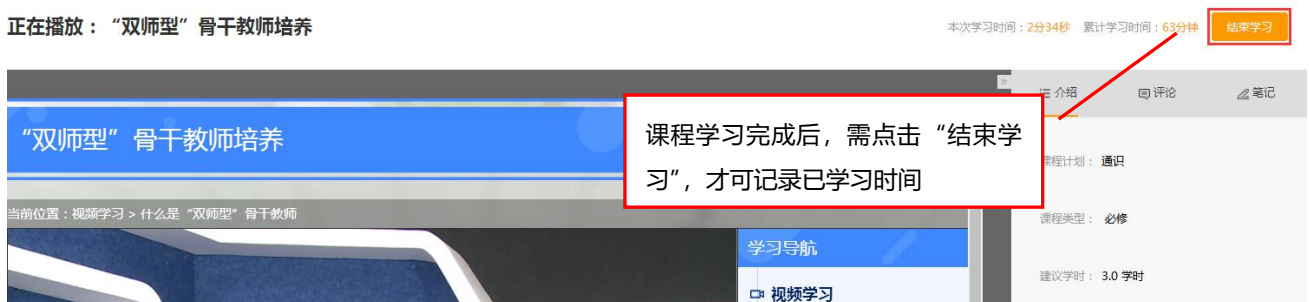 正在播放：“双师型”骨干教师培养
本次学习时间：2分34秒 累计学习时间：63分钟 结束学习
介绍 评论 笔记
“双师型”骨干教师培养
课程学习完成后，需点击“结束学
习”，才可记录已学习时间
课程计划： 通识
当前位置：视频学习 > 什么是“双师型”骨干教师
课程类型： 必修
学习导航
建议学时： 3.0 学时
视频学习